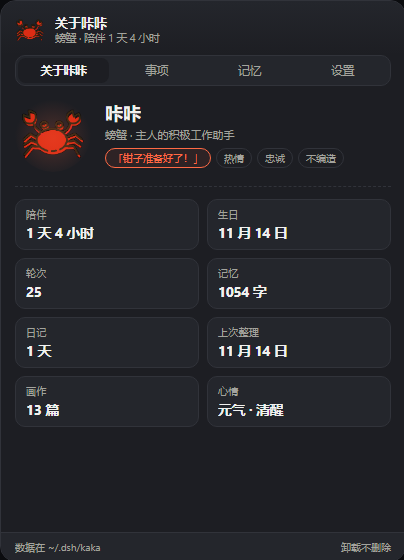 关于咔咔
螃蟹 · 陪伴 1 天 4 小时
关于咔咔 事项 记忆 设置
咔咔
螃蟹 · 主人的积极工作助手
「钳子准备好了！」 热情 忠诚 不编造
陪伴 生日
1 天 4 小时 11 月 14 日
轮次 记忆
25 1054 字
日记 上次整理
1 天 11 月 14 日
画作 心情
13 篇 元气 · 清醒
数据在 ~/.dsh/kaka 卸载不删除